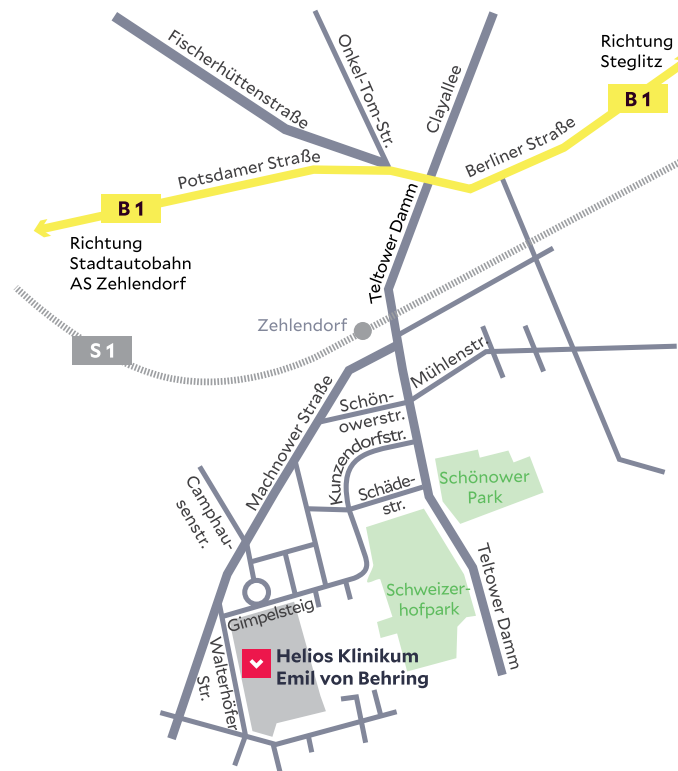 Richtung
Steglitz
B 1
Fischerhüttenstraße
Onkel-Tom-Str.
Clayallee
Berliner Straße
Potsdamer Straße
B 1
Teltower Damm
Richtung
Stadtautobahn
AS Zehlendorf
Zehlendorf
S 1
Mühlenstr.
Machnower Straße
Schön-
owerstr.
Kunzendorfstr.
Schäde-
str.
Schönower
Park
Camphau-
senstr.
Teltower Damm
Schweizer-
hofpark
Gimpelsteig
Walterhöfer
Str.
Helios Klinikum
Emil von Behring